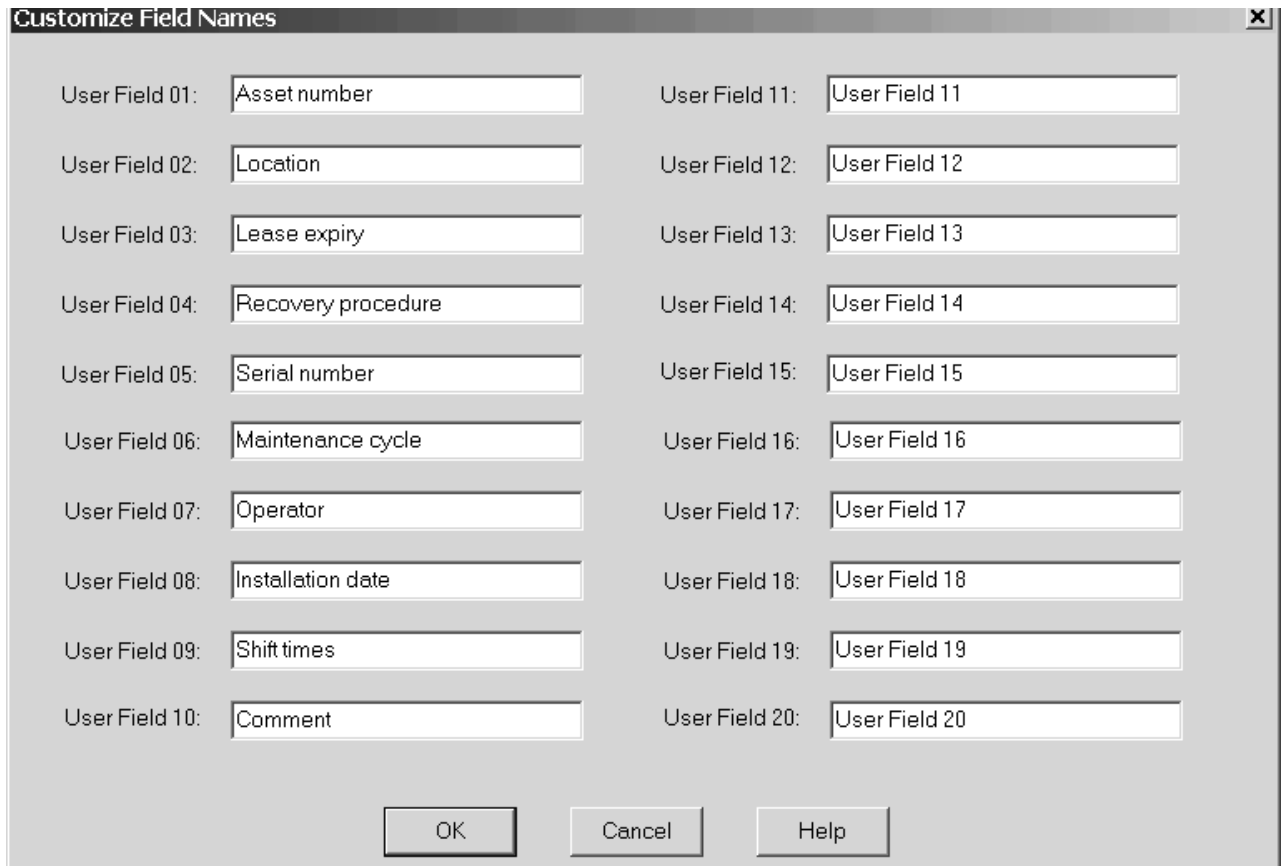 Customize Field Names
User Field 01: Asset number User Field 11: User Field 11
User Field 02: Location User Field 12: User Field 12
User Field 03: Lease expiry User Field 13: User Field 13
User Field 04: Recovery procedure User Field 14: User Field 14
User Field 05: Serial number User Field 15: User Field 15
User Field 06: Maintenance cycle User Field 16: User Field 16
User Field 07: Operator User Field 17: User Field 17
User Field 08: Installation date User Field 18: User Field 18
User Field 09: Shift times User Field 19: User Field 19
User Field 10: Comment User Field 20: User Field 20
OK Cancel Help